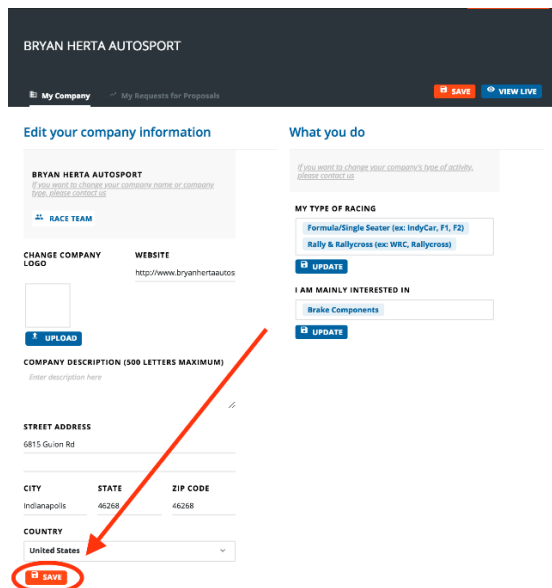 BRYAN HERTA AUTOSPORT
My Company
My Requests for Proposals
SAVE
VIEW LIVE
Edit your company information
BRYAN HERTA AUTOSPORT
If you want to change your company name or company
type, please contact us
RACE TEAM
CHANGE COMPANY
LOGO
WEBSITE
http://www.bryanhertaautos
UPLOAD
COMPANY DESCRIPTION (500 LETTERS MAXIMUM)
Enter description here
STREET ADDRESS
6815 Guion Rd
CITY
STATE
ZIP CODE
Indianapolis
46268
46268
COUNTRY
United States
SAVE
What you do
If you want to change your company's type of activity,
please contact us
MY TYPE OF RACING
Formula/Single Seater (ex: IndyCar, F1, F2)
Rally & Rallycross (ex: WRC, Rallycross)
UPDATE
I AM MAINLY INTERESTED IN
Brake Components
UPDATE